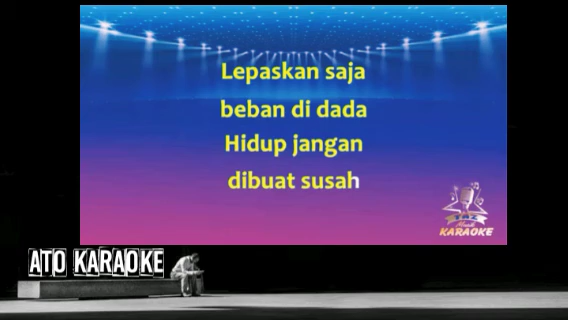 Lepaskan saja
beban di dada
Hidup jangan
dibuat susah
KARAOKE
ATO KARAOKE